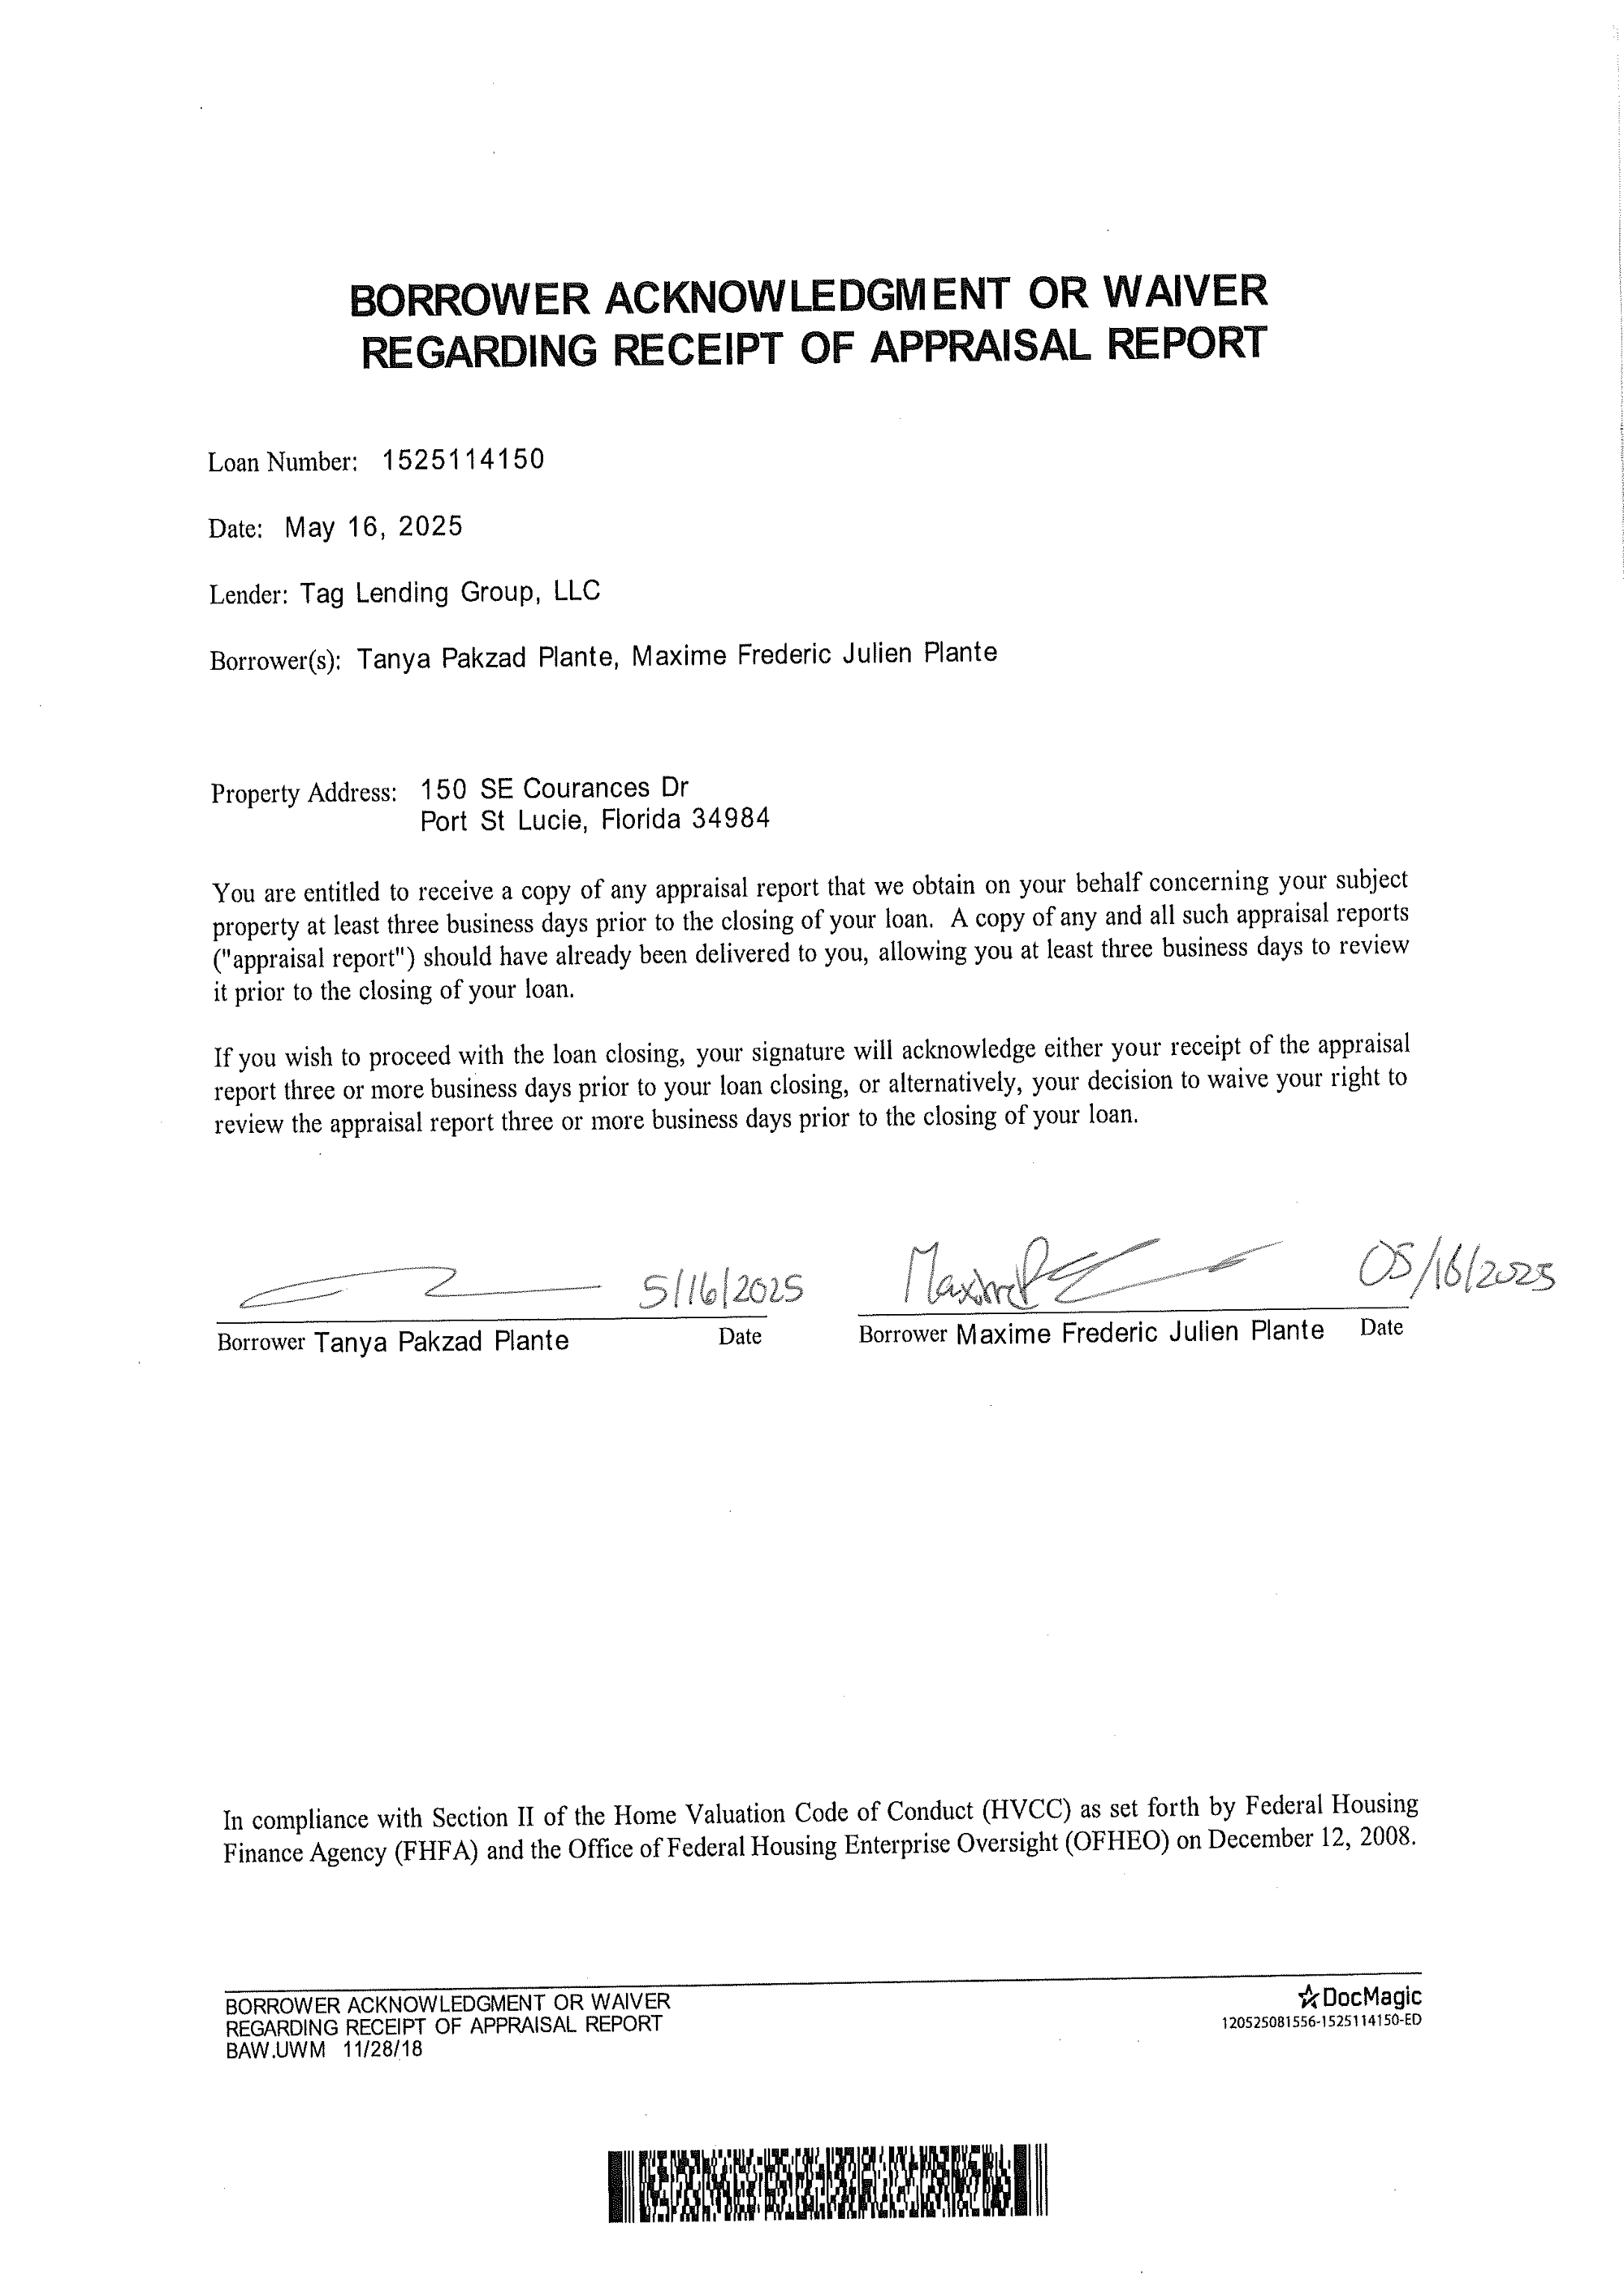 BORROWER ACKNOWLEDGMENT OR WAIVER
REGARDING RECEIPT OF APPRAISAL REPORT
Loan Number: 1525114150
Date: May 16, 2025
Lender: Tag Lending Group, LLC
Borrower(s): Tanya Pakzad Plante, Maxime Frederic Julien Plante
Property Address: 150 SE Courances Dr
Port St Lucie, Florida 34984
You are entitled to receive a copy of any appraisal report that we obtain on your behalf concerning your subject
property at least three business days prior to the closing of your loan. A copy of any and all such appraisal reports
("appraisal report") should have already been delivered to you, allowing you at least three business days to review
it prior to the closing of your loan.
If you wish to proceed with the loan closing, your signature will acknowledge either your receipt of the appraisal
report three or more business days prior to your loan closing, or alternatively, your decision to waive your right to
review the appraisal report three or more business days prior to the closing of your loan.
5/16/2025 05/16/2025
Borrower Tanya Pakzad Plante Date Borrower Maxime Frederic Julien Plante Date
In compliance with Section II of the Home Valuation Code of Conduct (HVCC) as set forth by Federal Housing
Finance Agency (FHFA) and the Office of Federal Housing Enterprise Oversight (OFHEO) on December 12, 2008.
BORROWER ACKNOWLEDGMENT OR WAIVER
REGARDING RECEIPT OF APPRAISAL REPORT
BAW.UWM 11/28/18
DocMagic
120525081556-1525114150-ED